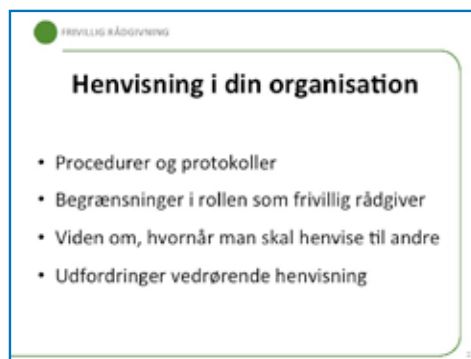 FRIVILLIG RÅDGIVNING
Henvisning i din organisation
• Procedurer og protokoller
• Begrænsninger i rollen som frivillig rådgiver
• Viden om, hvornår man skal henvise til andre
• Udfordringer vedrørende henvisning